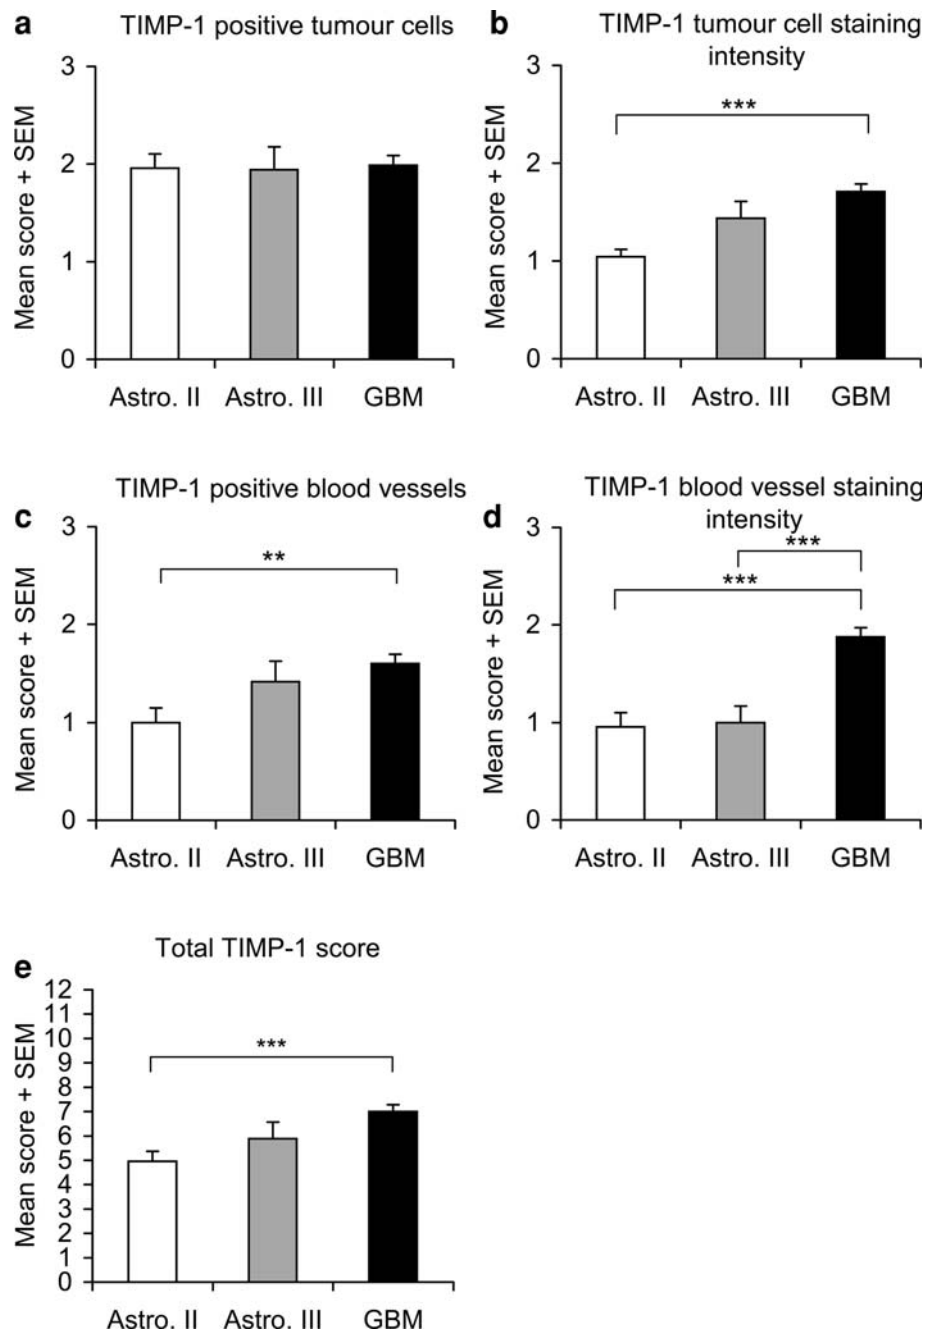 a
TIMP-1 positive tumour cells
Mean score + SEM
3
2
1
0
Astro. II Astro. III GBM
b
TIMP-1 tumour cell staining
intensity
Mean score + SEM
3
2
1
0
***
Astro. II Astro. III GBM
c
TIMP-1 positive blood vessels
Mean score + SEM
3
2
1
0
**
Astro. II Astro. III GBM
d
TIMP-1 blood vessel staining
intensity
Mean score + SEM
3
2
1
0
***
***
Astro. II Astro. III GBM
e
Total TIMP-1 score
Mean score + SEM
12
11
10
9
8
7
6
5
4
3
2
1
0
***
Astro. II Astro. III GBM